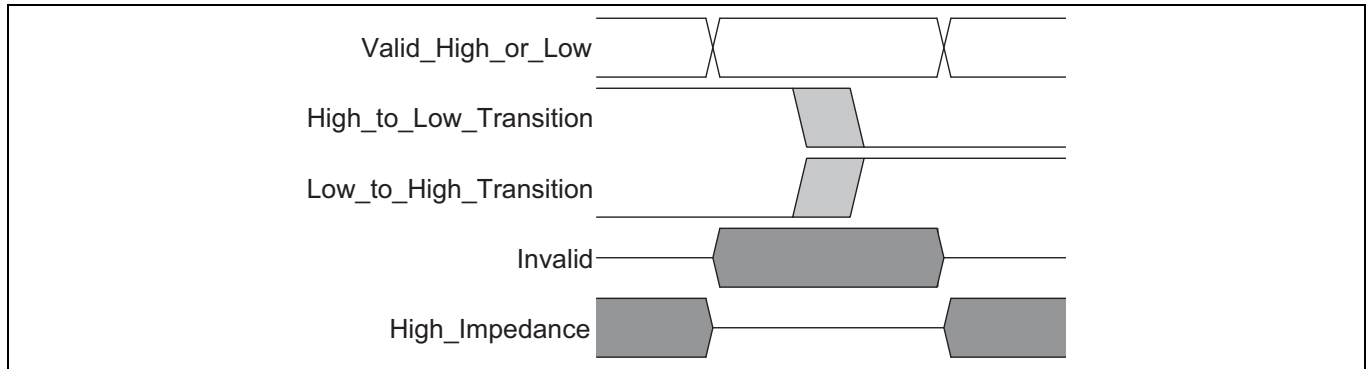 Valid_High_or_Low
High_to_Low_Transition
Low_to_High_Transition
Invalid
High_Impedance